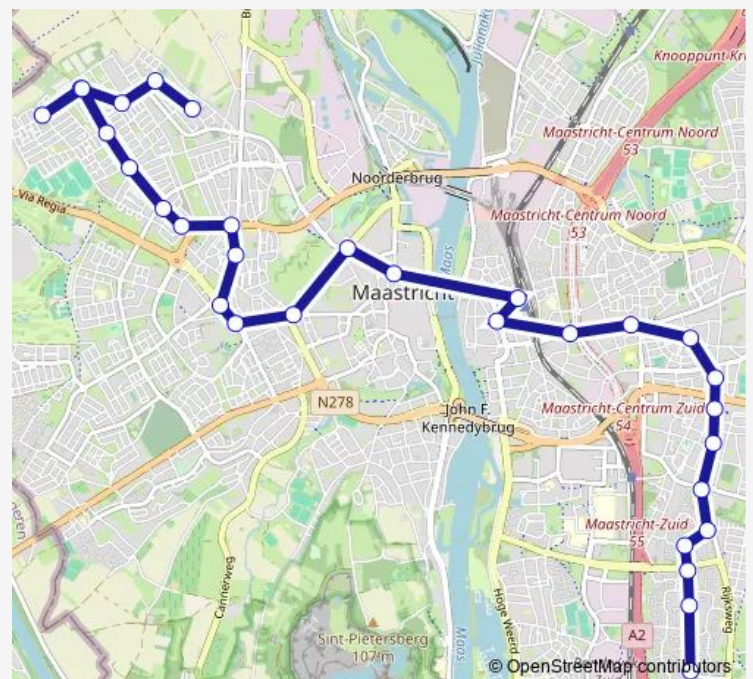 Julianaka
Knooppunt Kr
Maastricht-Centrum Noord
53
Noorderbrug
Via Regia
Maastricht-Centrum Noord
53
Maas
Maastricht
N278
John F.
Kennedybrug
Maastricht-Centrum Zuid
54
Maastricht-Zuid
55
Cannerweg
Hoge Weerd
Rijksweg
Sint-Pietersberg
107 m
Maas
A2
© OpenStreetMap contributors